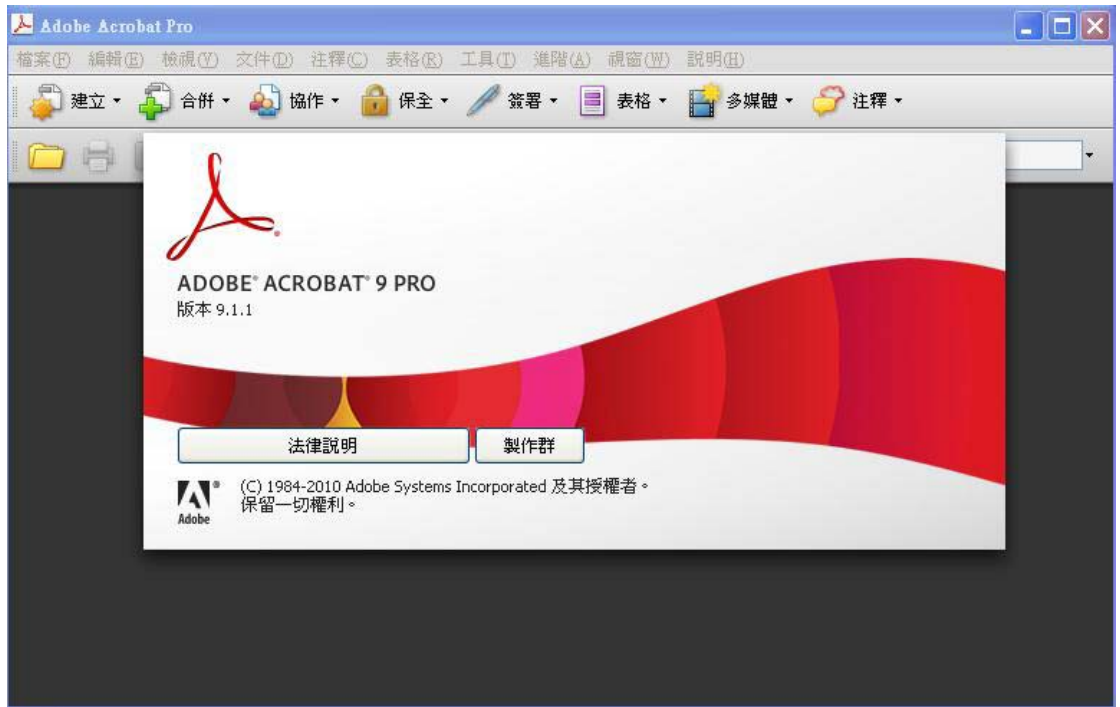 Adobe Acrobat Pro
檔案(F) 編輯(E) 檢視(V) 文件(D) 注釋(C) 表格(R) 工具(T) 進階(A) 視窗(W) 說明(H)
建立 合併 協作 保全 簽署 表格 多媒體 注釋
ADOBE® ACROBAT® 9 PRO
版本 9.1.1
法律說明 製作群
(C) 1984-2010 Adobe Systems Incorporated 及其授權者。
保留一切權利。
Adobe